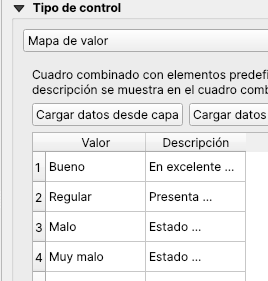 Tipo de control
Mapa de valor
Cuadro combinado con elementos
descripción se muestra en el cuadro
Cargar datos desde capa Cargar datos
Valor Descripción
1 Bueno En excelente ...
2 Regular Presenta ...
3 Malo Estado ...
4 Muy malo Estado ...